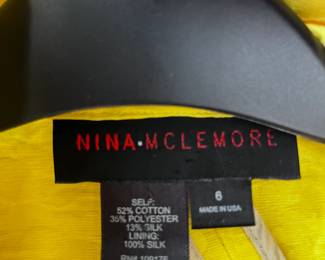 NINA·MCLEMORE
SELF:
52% COTTON
35% POLYESTER
13% SILK
LINING:
100% SILK
6
MADE IN USA